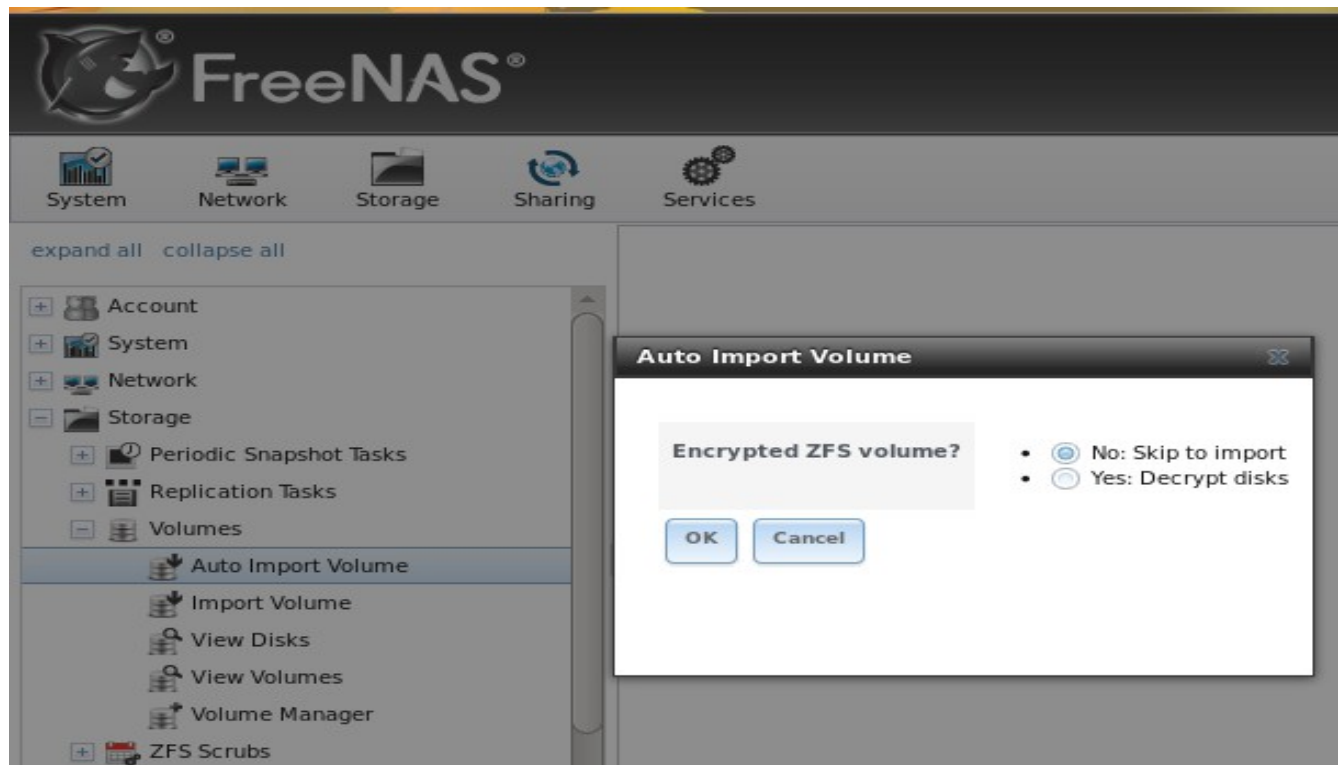 FreeNAS®
System Network Storage Sharing Services
expand all collapse all
Account
System
Network
Storage
Periodic Snapshot Tasks
Replication Tasks
Volumes
Auto Import Volume
Import Volume
View Disks
View Volumes
Volume Manager
ZFS Scrubs
Auto Import Volume
Encrypted ZFS volume?
• No: Skip to import
• Yes: Decrypt disks
OK Cancel